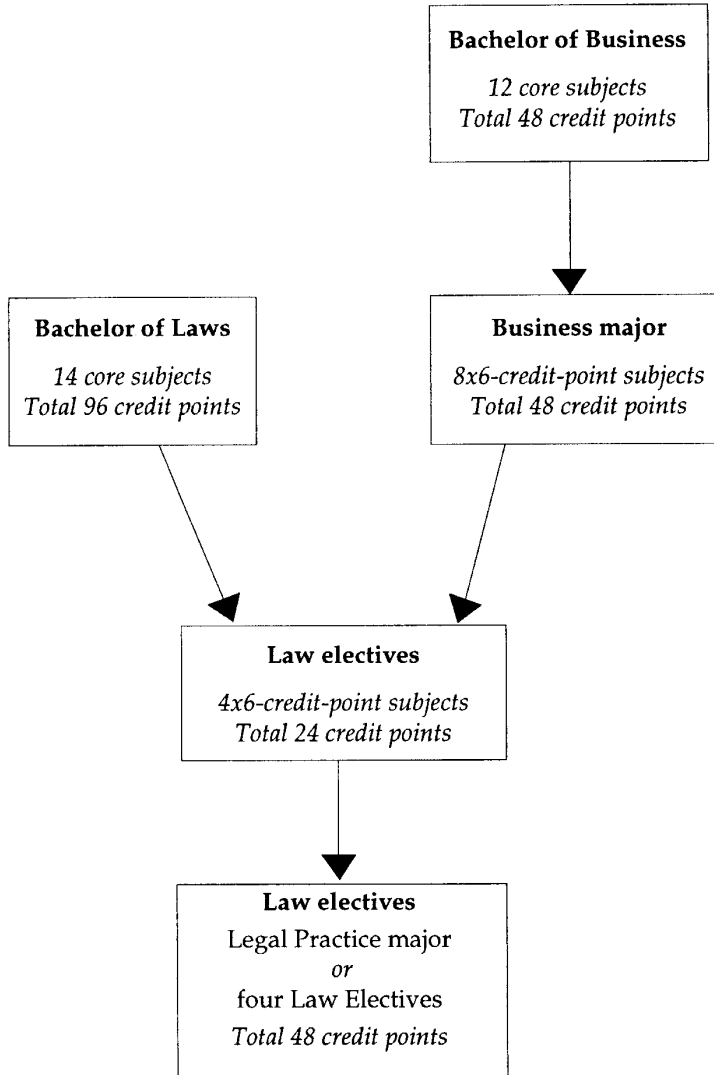 Bachelor of Business
12 core subjects
Total 48 credit points
Bachelor of Laws
14 core subjects
Total 96 credit points
Business major
8x6-credit-point subjects
Total 48 credit points
Law electives
4x6-credit-point subjects
Total 24 credit points
Law electives
Legal Practice major
or
four Law Electives
Total 48 credit points